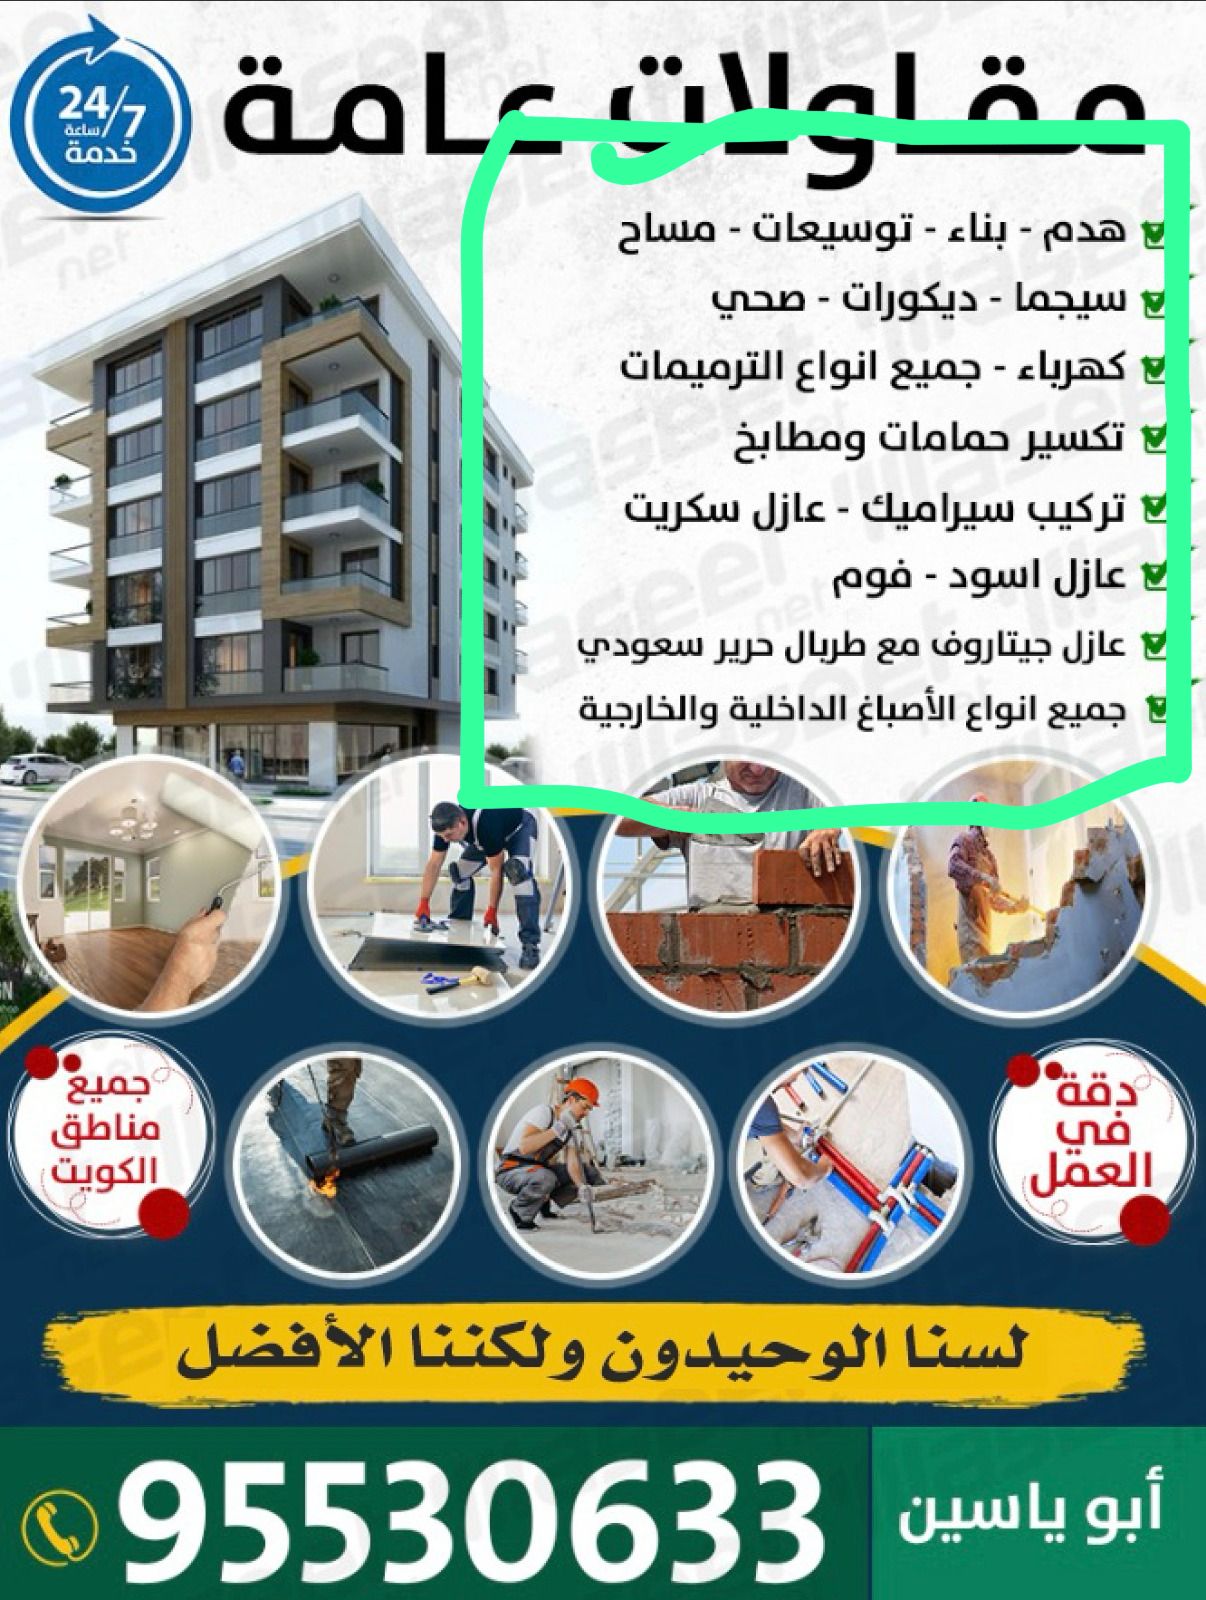 مقاولات عامة
24/7
ساعة
خدمة
هدم - بناء - توسيعات - مساح
سيجما - ديكورات - صحي
كهرباء - جميع انواع الترميمات
تكسير حمامات ومطابخ
تركيب سيراميك - عازل سكريت
عازل اسود - فوم
عازل جيتاروف مع طربال حرير سعودي
جميع انواع الأصباغ الداخلية والخارجية
دقة
في
العمل
جميع
مناطق
الكويت
لسنا الوحيدون ولكننا الأفضل
أبو ياسين
95530633